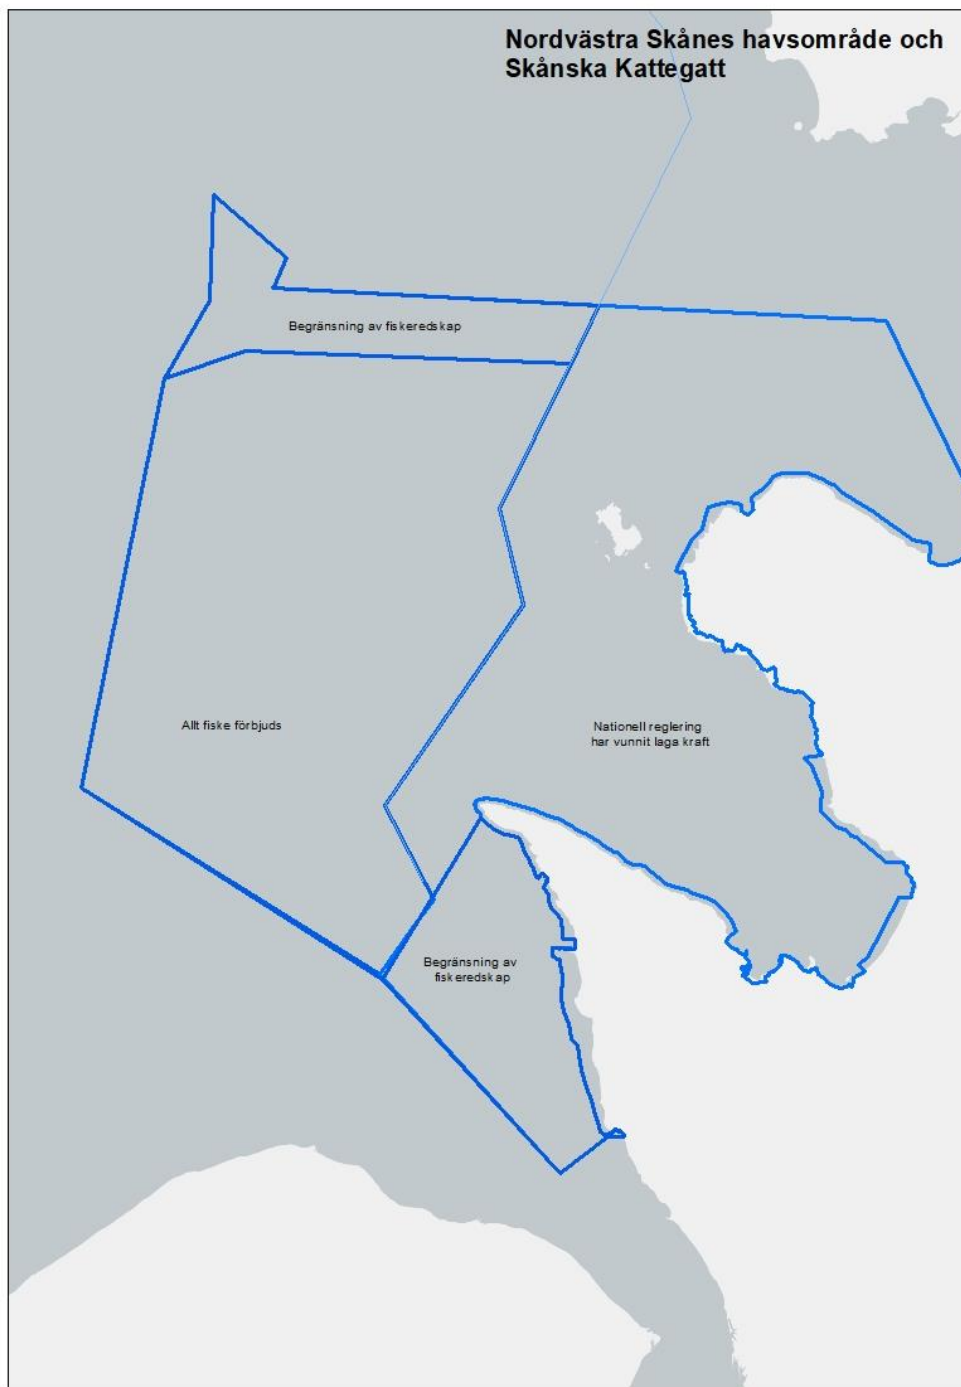 Nordvästra Skånes havsområde och
Skånska Kattegatt
Begränsning av fiskeredskap
Allt fiske förbjuds
Nationell reglering
har vunnit laga kraft
Begränsning av
fiskeredskap